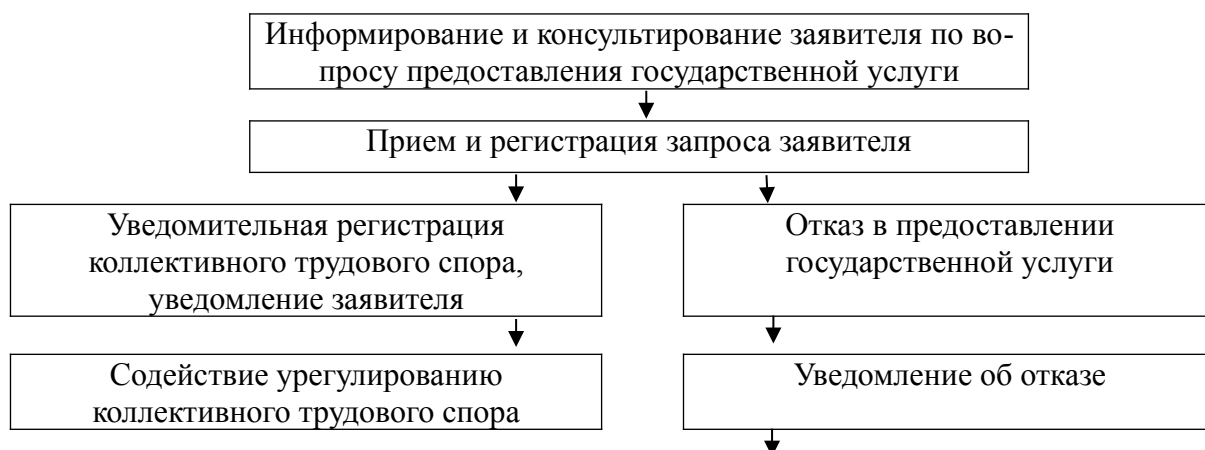 Информирование и консультирование заявителя по во-
просу предоставления государственной услуги
Прием и регистрация запроса заявителя
Уведомительная регистрация
коллективного трудового спора,
уведомление заявителя
Отказ в предоставлении
государственной услуги
Содействие урегулированию
коллективного трудового спора
Уведомление об отказе